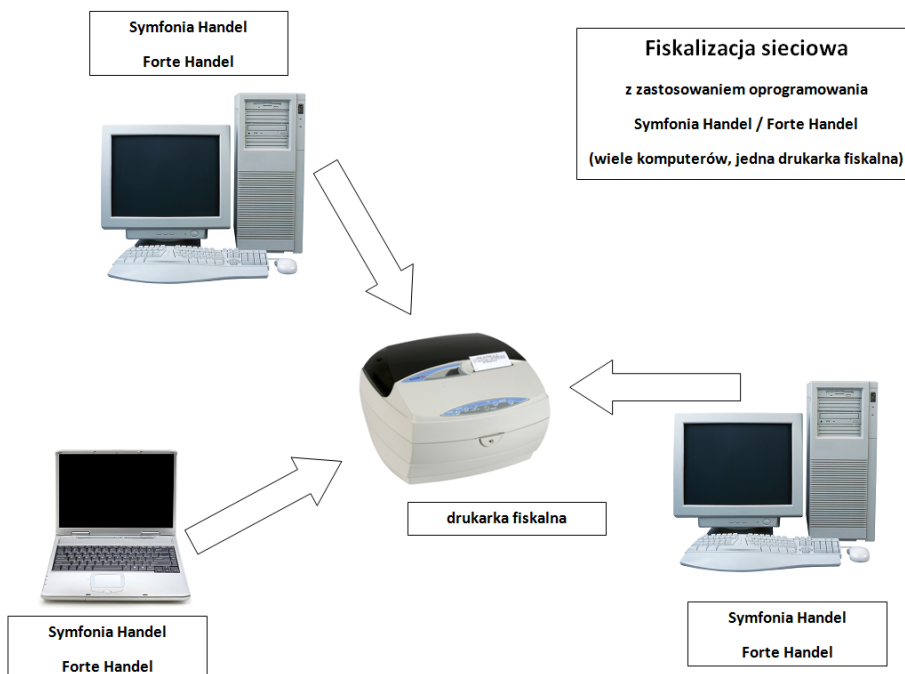 Symfonia Handel
Forte Handel
Fiskalizacja sieciowa
z zastosowaniem oprogramowania
Symfonia Handel / Forte Handel
(wiele komputerów, jedna drukarka fiskalna)
drukarka fiskalna
Symfonia Handel
Forte Handel
Symfonia Handel
Forte Handel